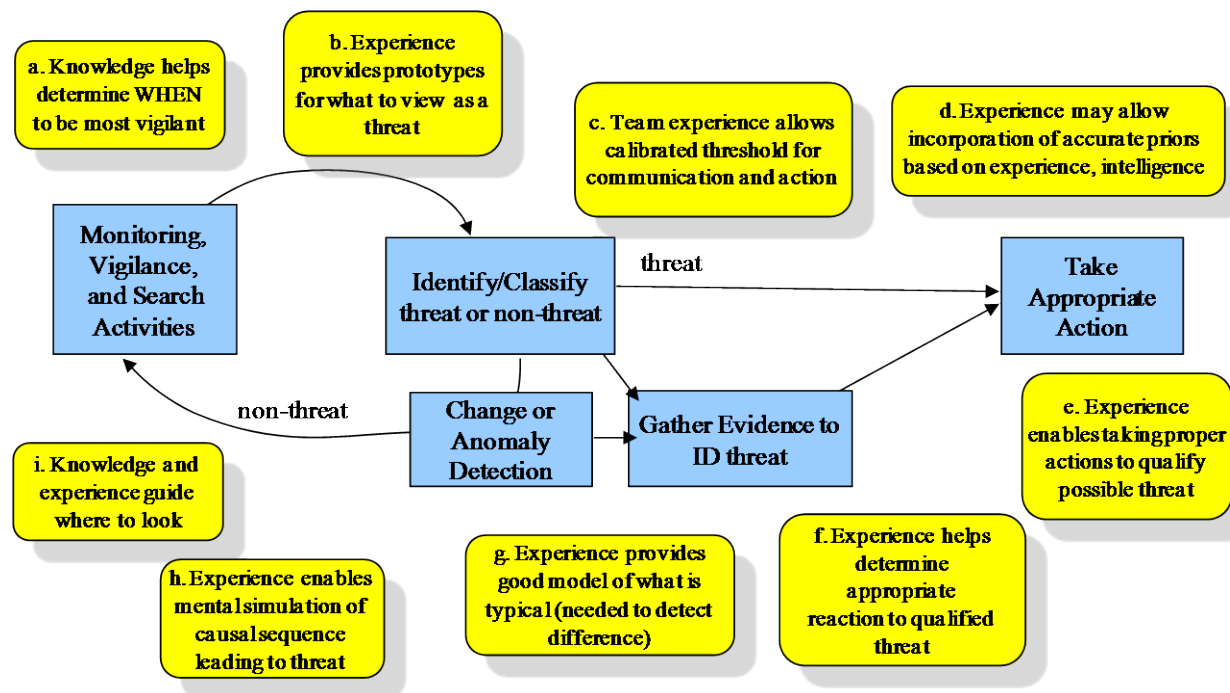 a. Knowledge helps
determine WHEN
to be most vigilant
b. Experience
provides prototypes
for what to view as a
threat
c. Team experience allows
calibrated threshold for
communication and action
d. Experience may allow
incorporation of accurate priors
based on experience, intelligence
Monitoring,
Vigilance,
and Search
Activities
Identify/Classify
threat or non-threat
threat
Take
Appropriate
Action
non-threat
Change or
Anomaly
Detection
Gather Evidence to
ID threat
e. Experience
enables taking proper
actions to qualify
possible threat
i. Knowledge and
experience guide
where to look
h. Experience enables
mental simulation of
causal sequence
leading to threat
g. Experience provides
good model of what is
typical (needed to detect
difference)
f. Experience helps
determine
appropriate
reaction to qualified
threat